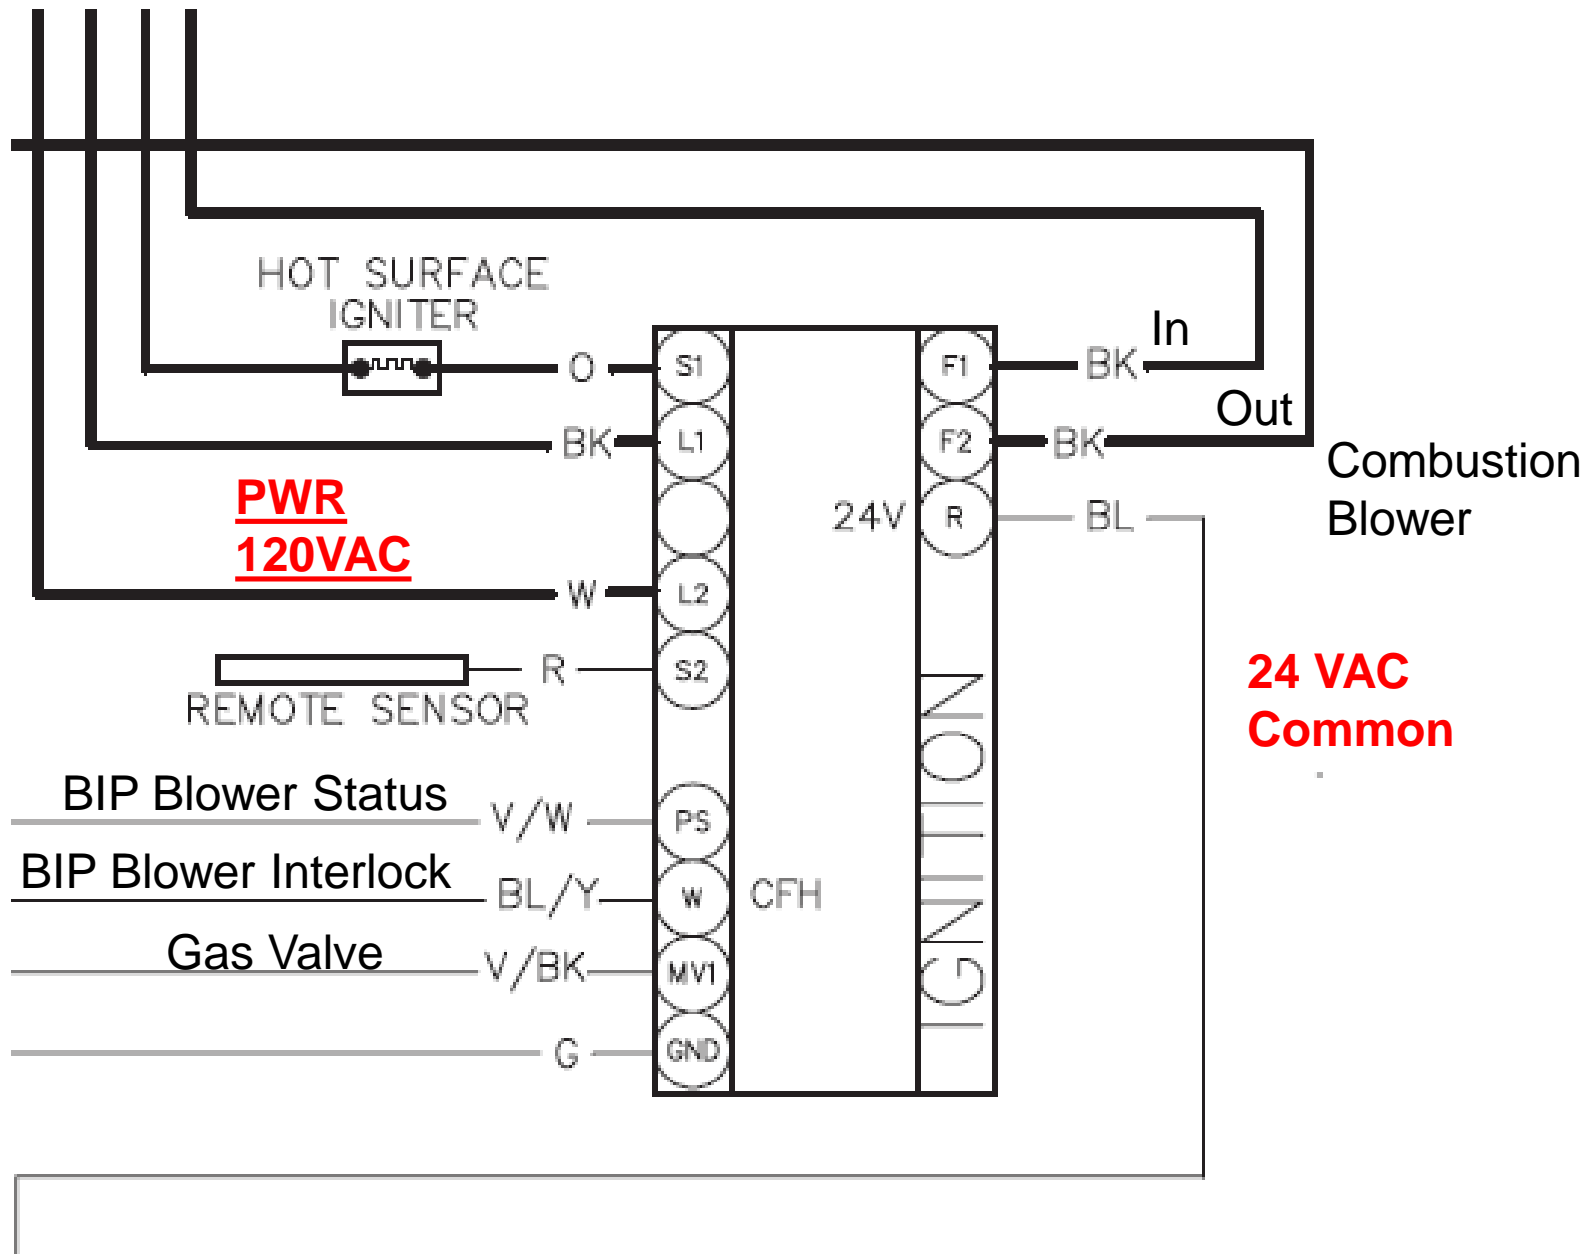 HOT SURFACE
IGNITER
In
O
S1
F1
BK
Out
BK
L1
F2
BK
Combustion
Blower
PWR
120VAC
24V
R
BL
W
L2
R
S2
REMOTE SENSOR
24 VAC
Common
BIP Blower Status
V/W
PS
BIP Blower Interlock
BL/Y
W
CFH
IGNITION
Gas Valve
V/BK
MV1
G
GND